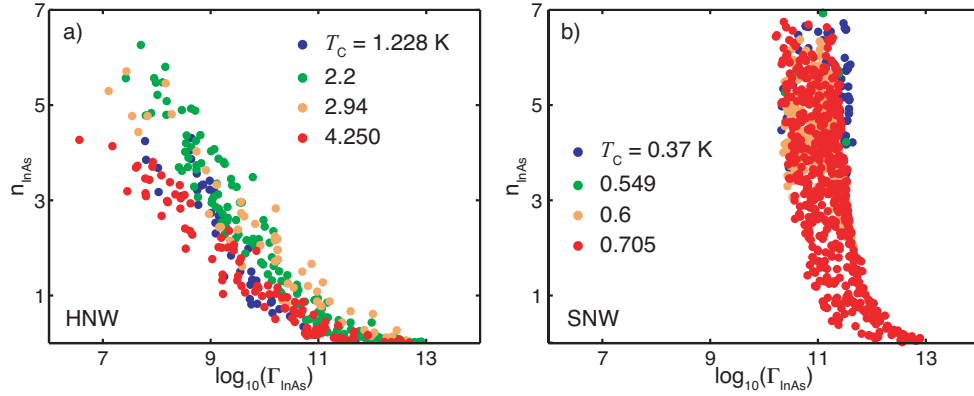 7
a)
T_C = 1.228 K
2.2
2.94
4.250
5
n_InAs
3
1
HNW
7 9 11 13
log₁₀(Γ_InAs)
7
b)
5
n_InAs
T_C = 0.37 K
0.549
0.6
0.705
3
1
SNW
7 9 11 13
log₁₀(Γ_InAs)